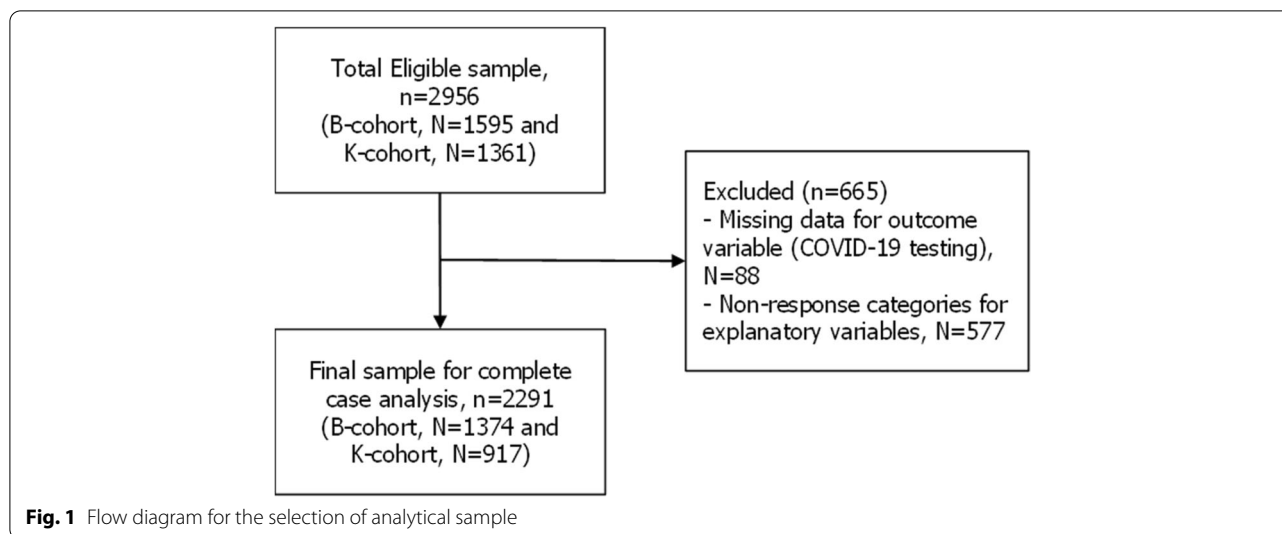 Total Eligible sample,
n=2956
(B-cohort, N=1595 and
K-cohort, N=1361)
Excluded (n=665)
- Missing data for outcome
variable (COVID-19 testing),
N=88
- Non-response categories for
explanatory variables, N=577
Final sample for complete
case analysis, n=2291
(B-cohort, N=1374 and
K-cohort, N=917)
Fig. 1 Flow diagram for the selection of analytical sample